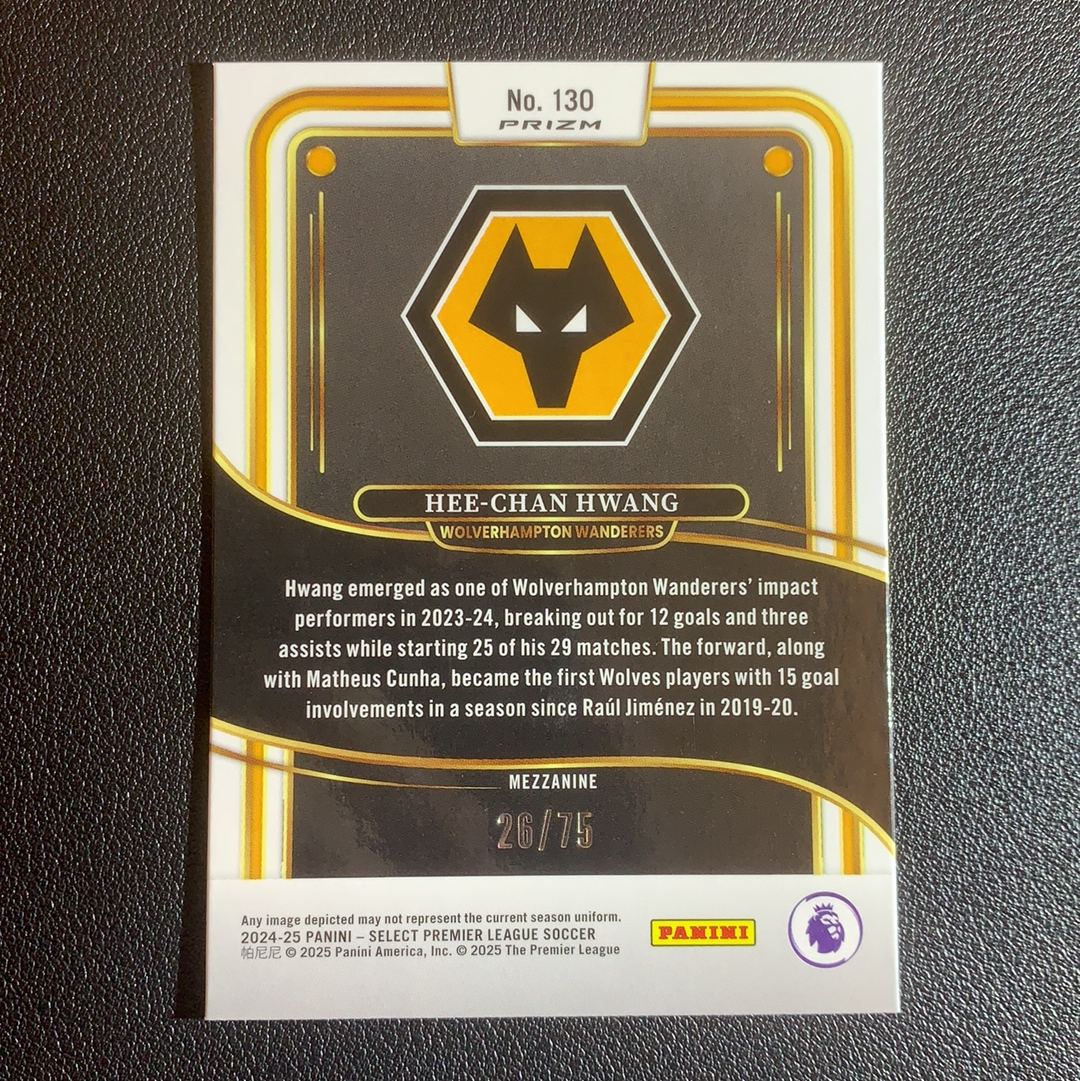 No. 130
PRIZM
HEE-CHAN HWANG
WOLVERHAMPTON WANDERERS
Hwang emerged as one of Wolverhampton Wanderers’ impact
performers in 2023-24, breaking out for 12 goals and three
assists while starting 25 of his 29 matches. The forward, along
with Matheus Cunha, became the first Wolves players with 15 goal
involvements in a season since Raúl Jiménez in 2019-20.
MEZZANINE
26/75
Any image depicted may not represent the current season uniform.
2024-25 PANINI – SELECT PREMIER LEAGUE SOCCER
帕尼尼 © 2025 Panini America, Inc. © 2025 The Premier League
PANINI